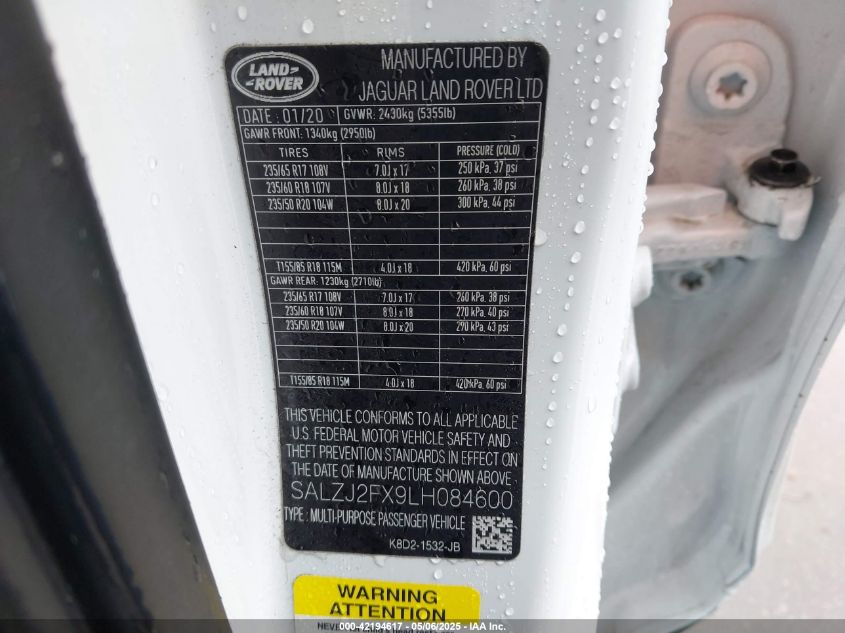 LAND-
-ROVER
MANUFACTURED BY
JAGUAR LAND ROVER LTD
DATE : 01/20 GVWR: 2430kg (5355lb)
GAWR FRONT: 1340kg (2950lb)
TIRES RIMS PRESSURE (COLD)
235/65 R17 108V 7.0J x 17 250 kPa, 37 psi
235/60 R18 107V 8.0J x 18 260 kPa, 38 psi
235/50 R20 104W 8.0J x 20 300 kPa, 44 psi
T155/85 R18 115M 4.0J x 18 420 kPa, 60 psi
GAWR REAR: 1230kg (2710lb)
235/65 R17 108V 7.0J x 17 260 kPa, 38 psi
235/60 R18 107V 8.0J x 18 270 kPa, 40 psi
235/50 R20 104W 8.0J x 20 290 kPa, 43 psi
T155/85 R18 115M 4.0J x 18 420 kPa, 60 psi
THIS VEHICLE CONFORMS TO ALL APPLICABLE
U.S. FEDERAL MOTOR VEHICLE SAFETY AND
THEFT PREVENTION STANDARDS IN EFFECT ON
THE DATE OF MANUFACTURE SHOWN ABOVE
SALZJ2FX9LH084600
TYPE : MULTI-PURPOSE PASSENGER VEHICLE
K8D2-1532-JB
WARNING
ATTENTION
000-42194617 - 05/06/2025 - IAA Inc.